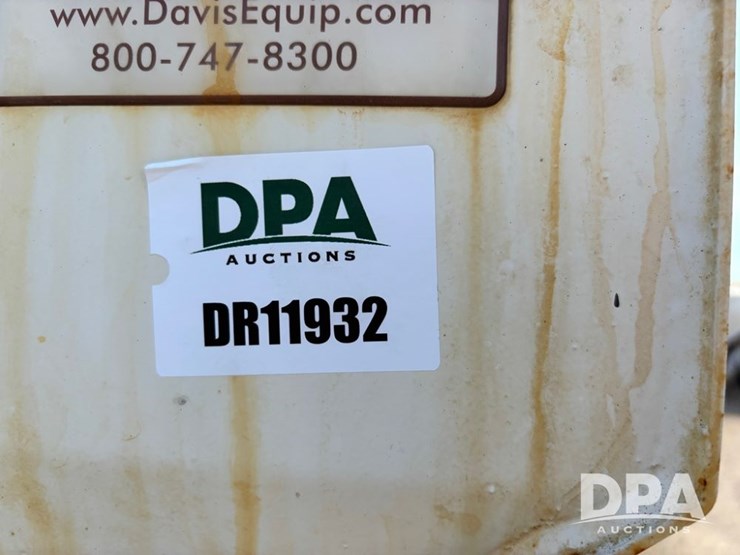 www.DavisEquip.com
800-747-8300
DPA
AUCTIONS
DR11932
DPA
AUCTIONS